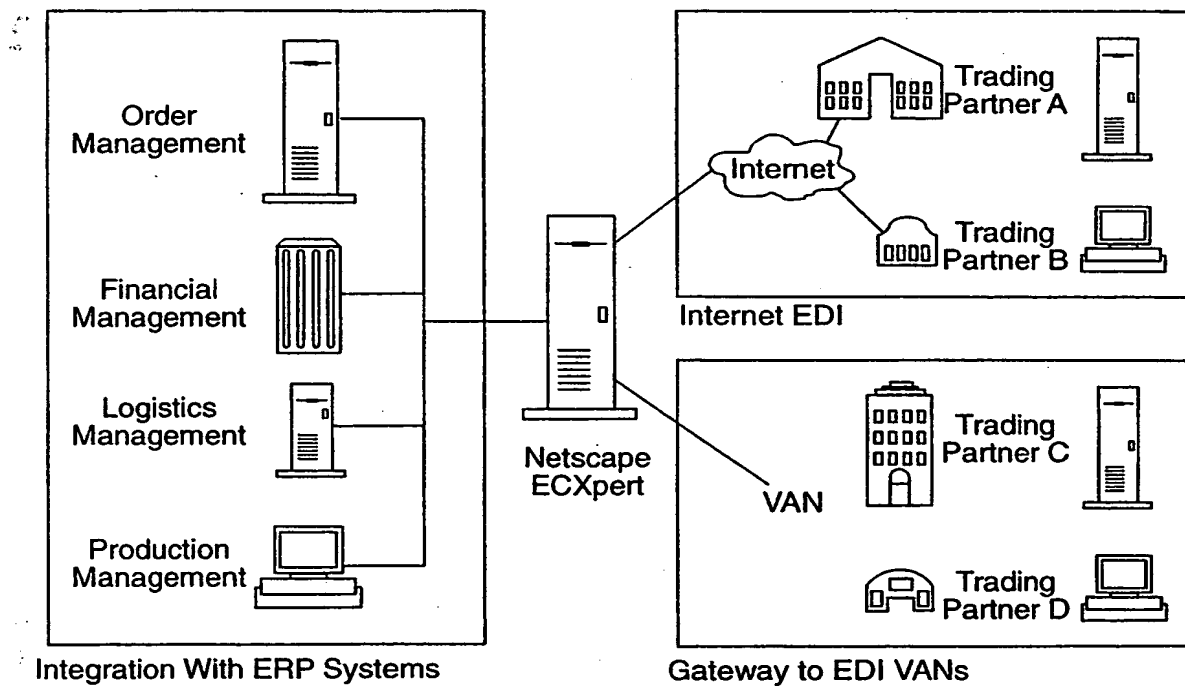 Order
Management
Financial
Management
Logistics
Management
Production
Management
Integration With ERP Systems
Netscape
ECXpert
Internet
Trading
Partner A
Trading
Partner B
Internet EDI
VAN
Trading
Partner C
Trading
Partner D
Gateway to EDI VANs